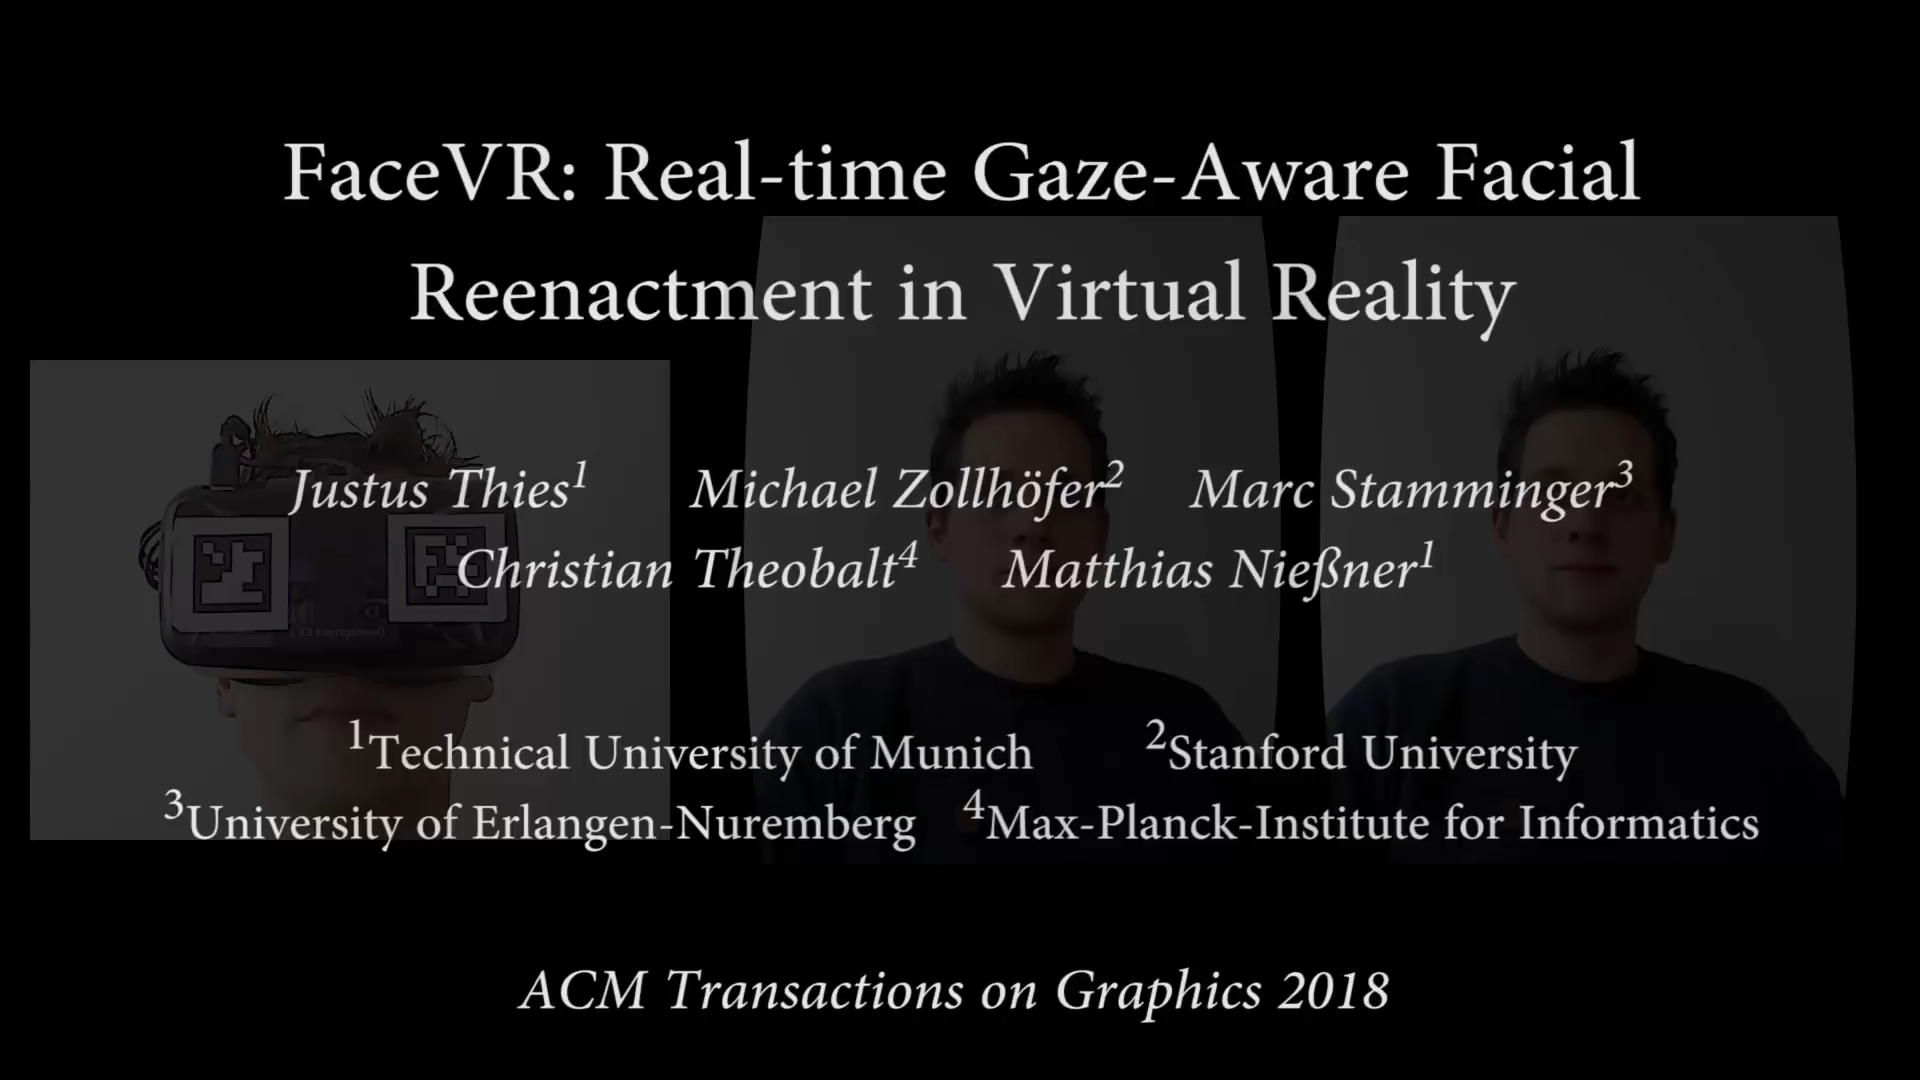 FaceVR: Real-time Gaze-Aware Facial
Reenactment in Virtual Reality
Justus Thies¹ Michael Zollhöfer² Marc Stamminger³
Christian Theobalt⁴ Matthias Nießner¹
¹Technical University of Munich ²Stanford University
³University of Erlangen-Nuremberg ⁴Max-Planck-Institute for Informatics
ACM Transactions on Graphics 2018